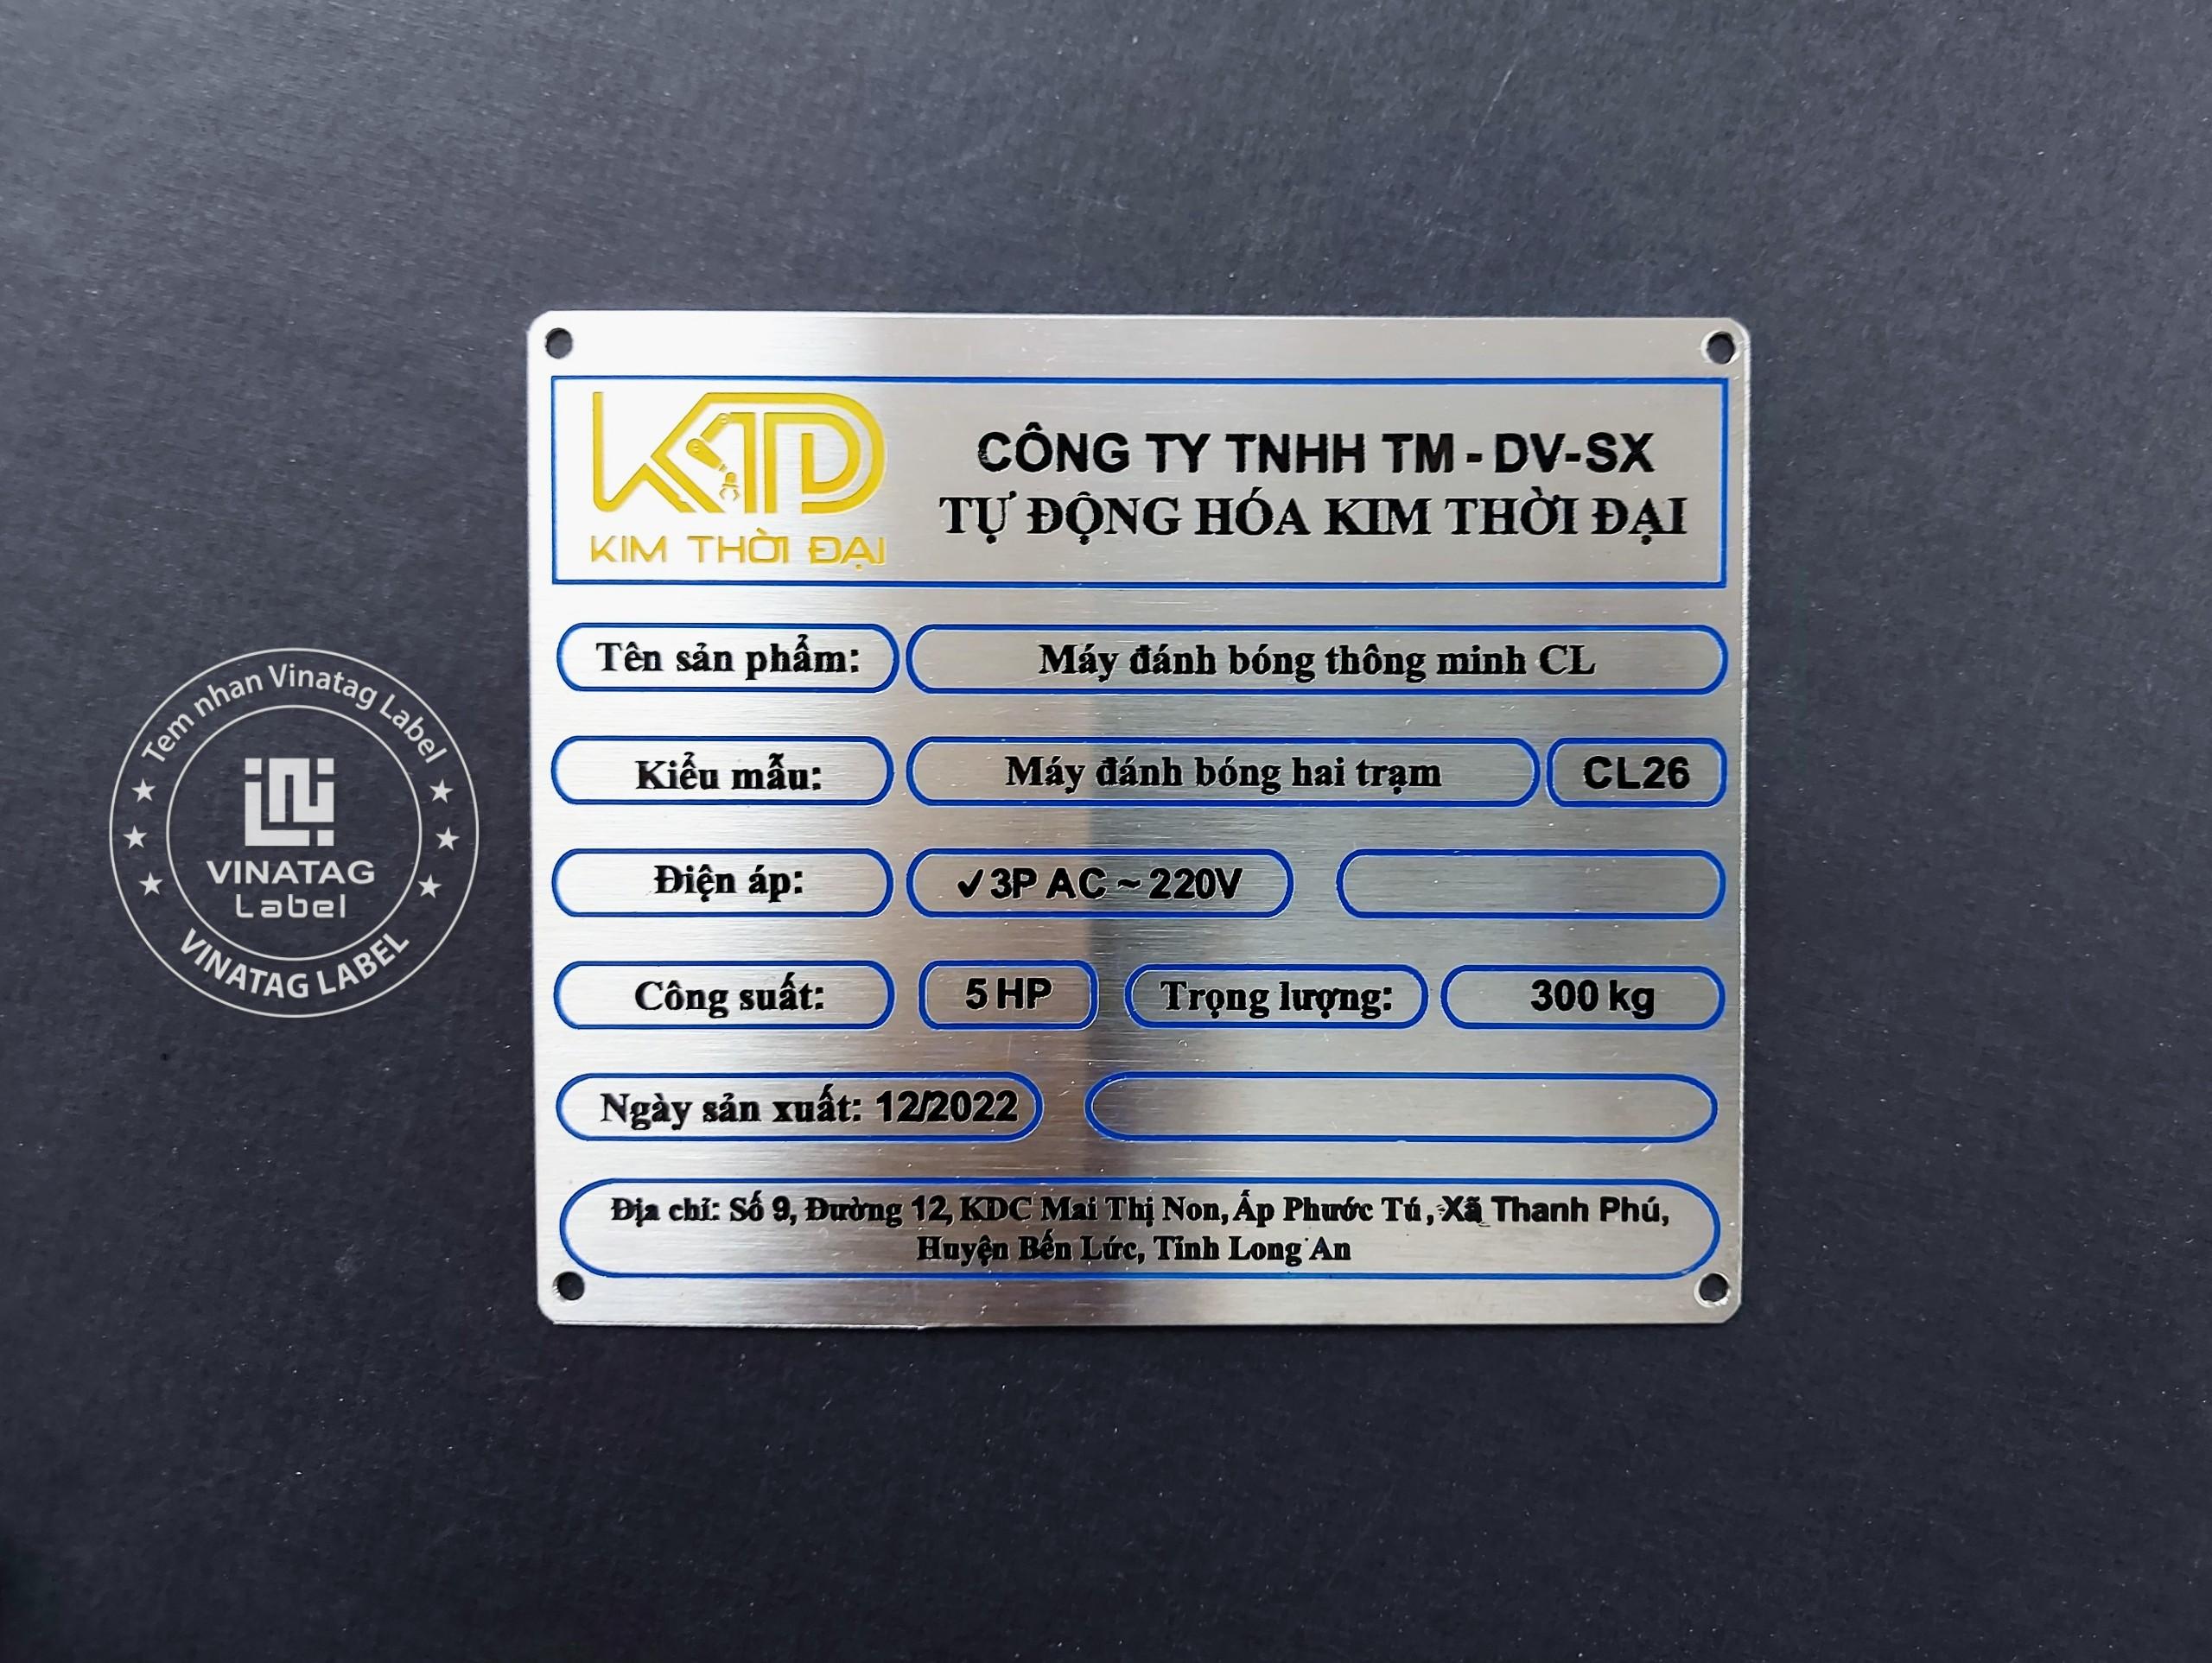 KTD
KIM THỜI ĐẠI
CÔNG TY TNHH TM - DV-SX
TỰ ĐỘNG HÓA KIM THỜI ĐẠI
Tên sản phẩm: Máy đánh bóng thông minh CL
Kiểu mẫu: Máy đánh bóng hai trạm CL26
Điện áp: ✓3P AC ~ 220V
Công suất: 5 HP Trọng lượng: 300 kg
Ngày sản xuất: 12/2022
Địa chỉ: Số 9, Đường 12, KDC Mai Thị Non, Ấp Phước Tú, Xã Thanh Phú,
Huyện Bến Lức, Tỉnh Long An
Tem nhan Vinatag Label
VINATAG
Label
VINATAG LABEL